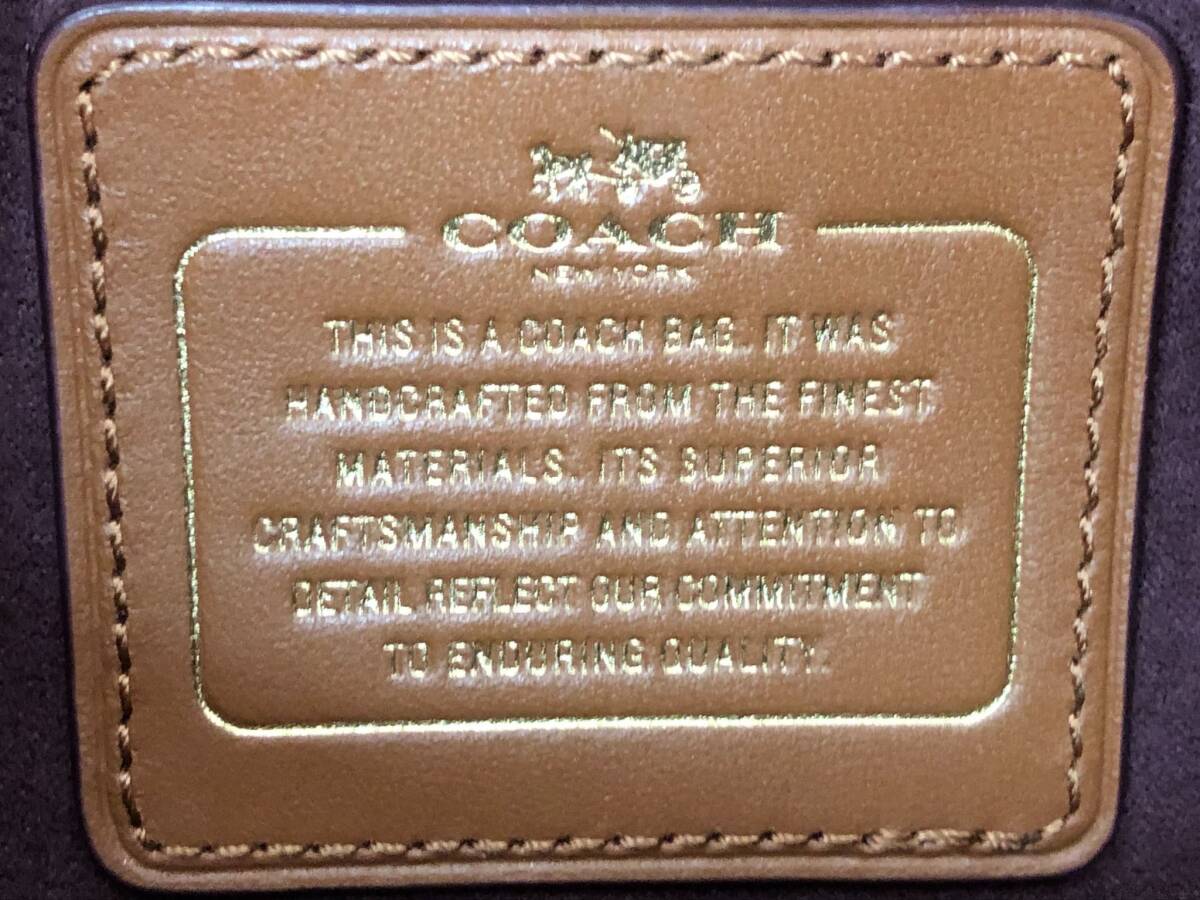 COACH
NEW YORK
THIS IS A COACH BAG. IT WAS
HANDCRAFTED FROM THE FINEST
MATERIALS. ITS SUPERIOR
CRAFTSMANSHIP AND ATTENTION TO
DETAIL REFLECT OUR COMMITMENT
TO ENDURING QUALITY.